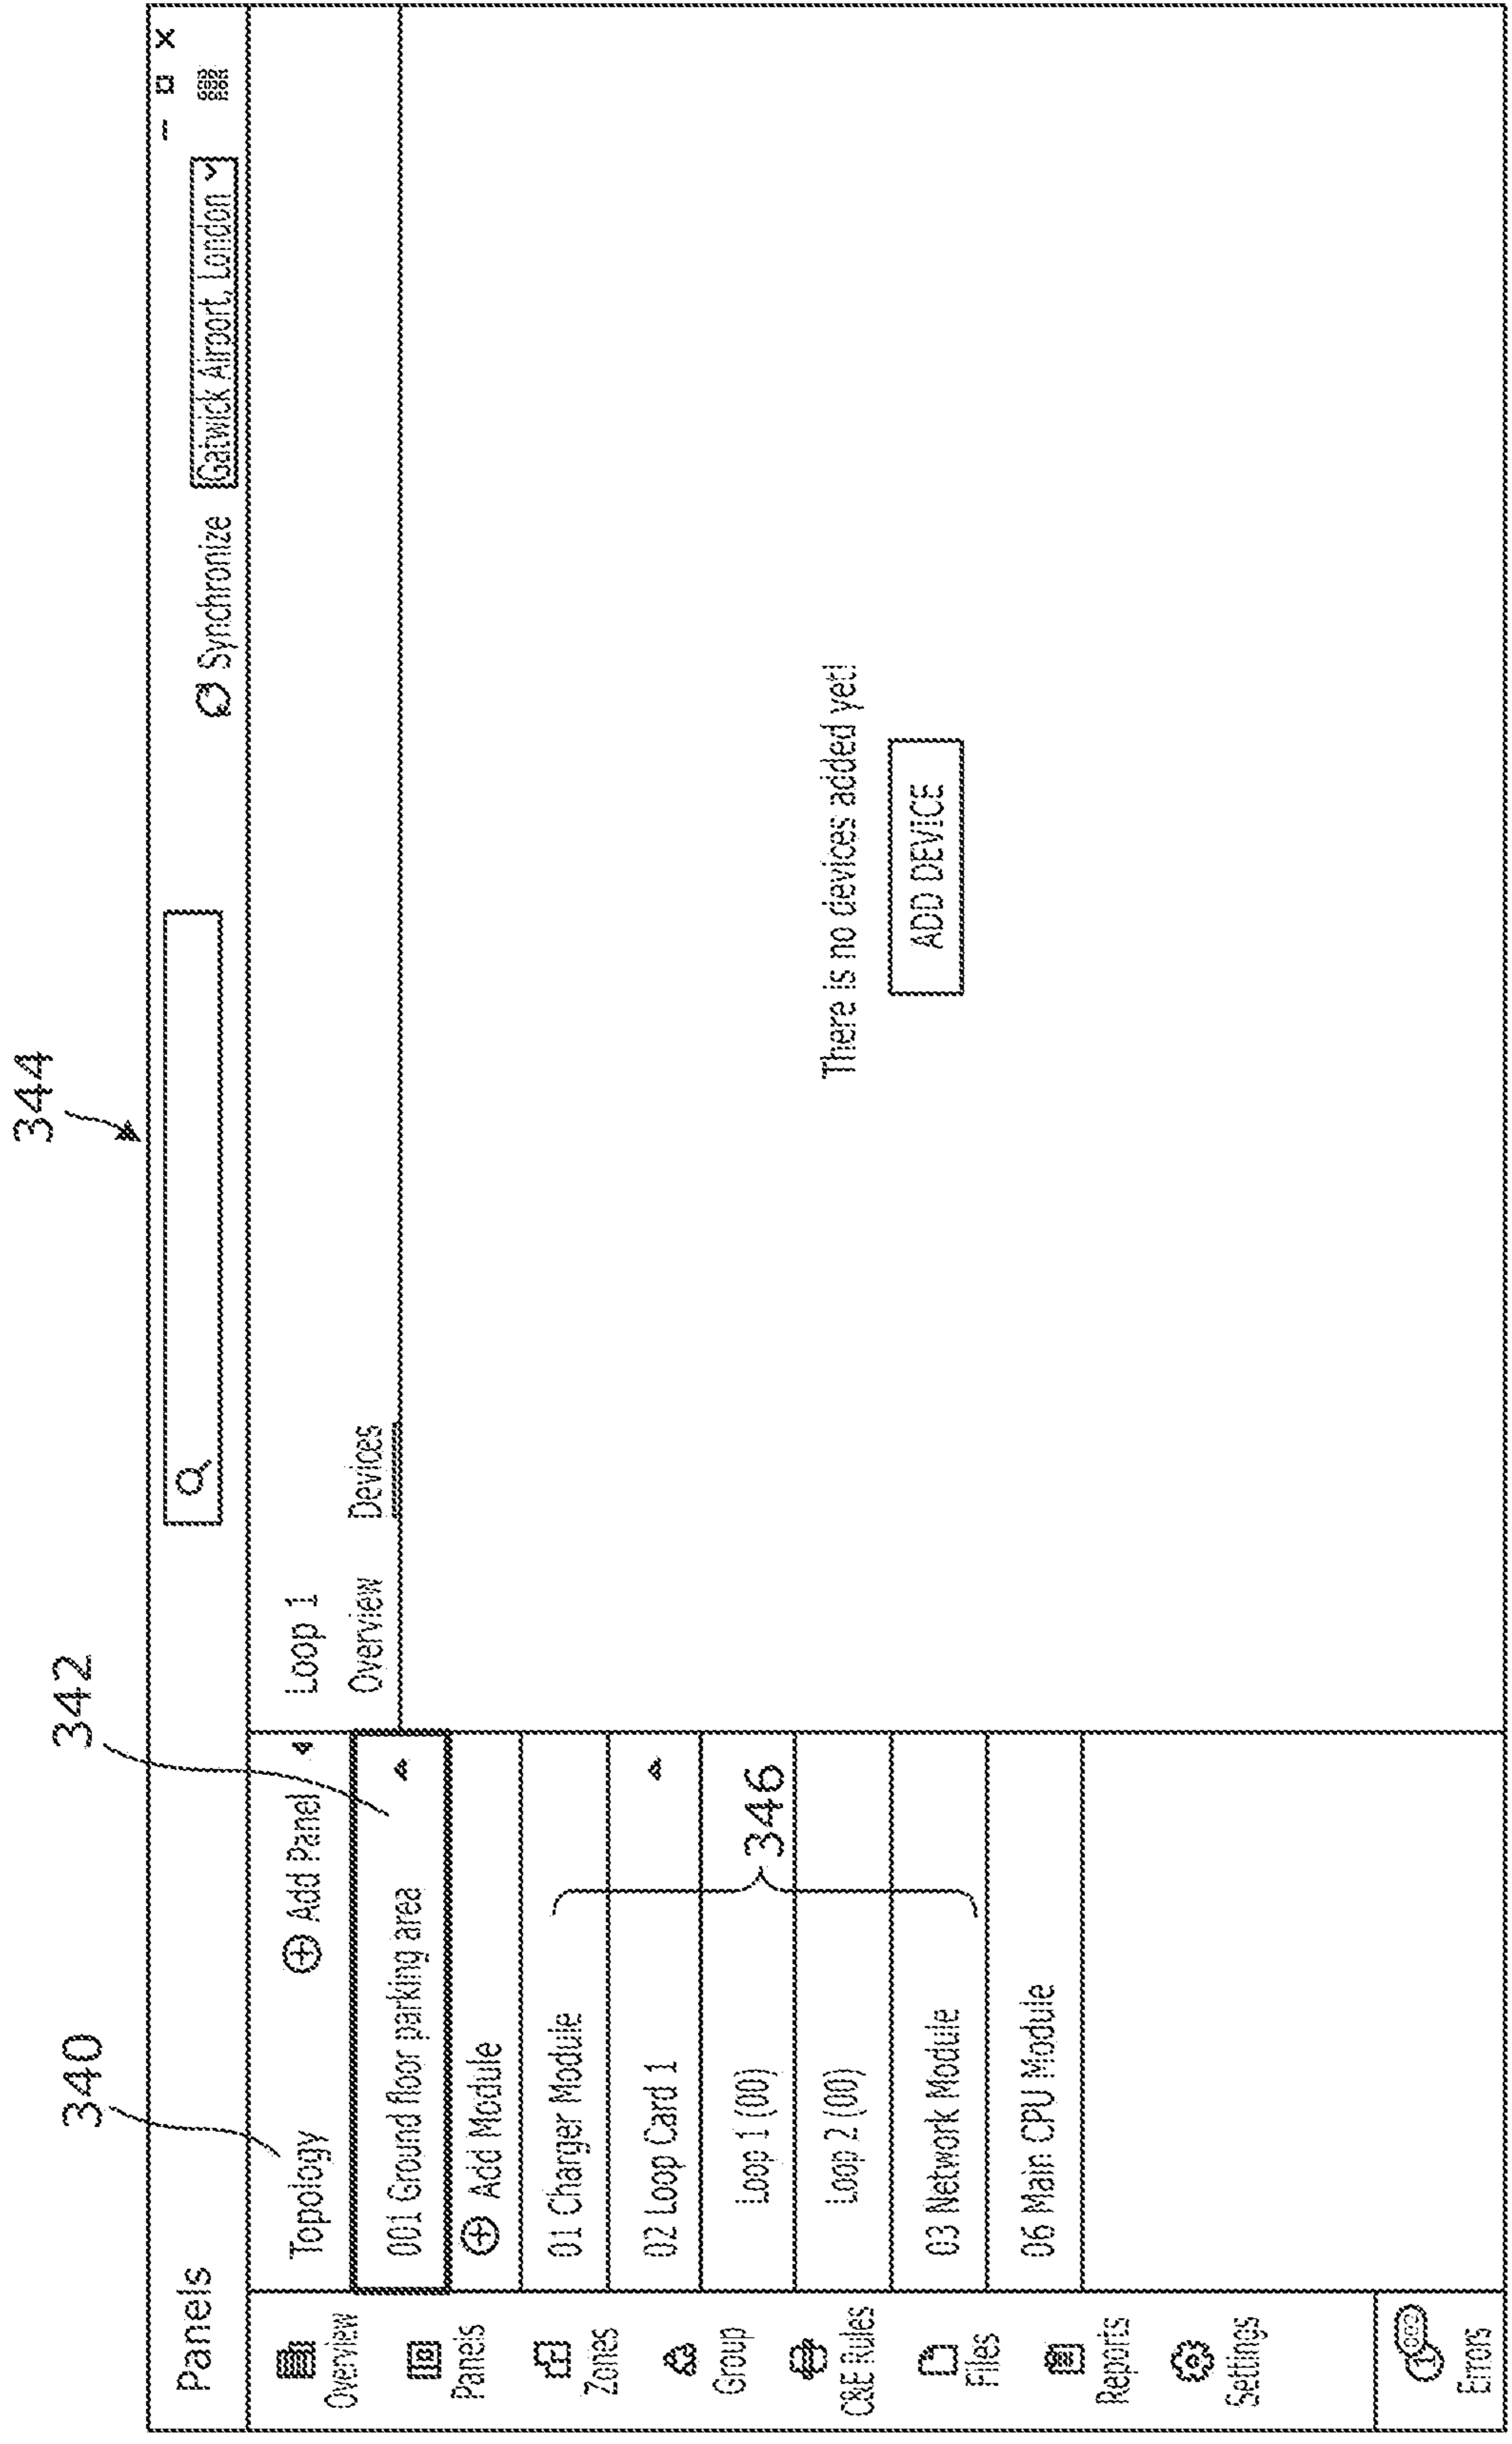 344
Panels
Synchronize
Gatwick Airport, London
340
342
Topology
Add Panel
001 Ground floor parking area
Add Module
01 Charger Module
02 Loop Card 1
Loop 1 (00)
Loop 2 (00)
03 Network Module
06 Main CPU Module
346
Loop 1
Overview Devices
There is no devices added yet!
ADD DEVICE
Overview
Panels
Zones
Group
C&E Rules
Files
Reports
Settings
Errors